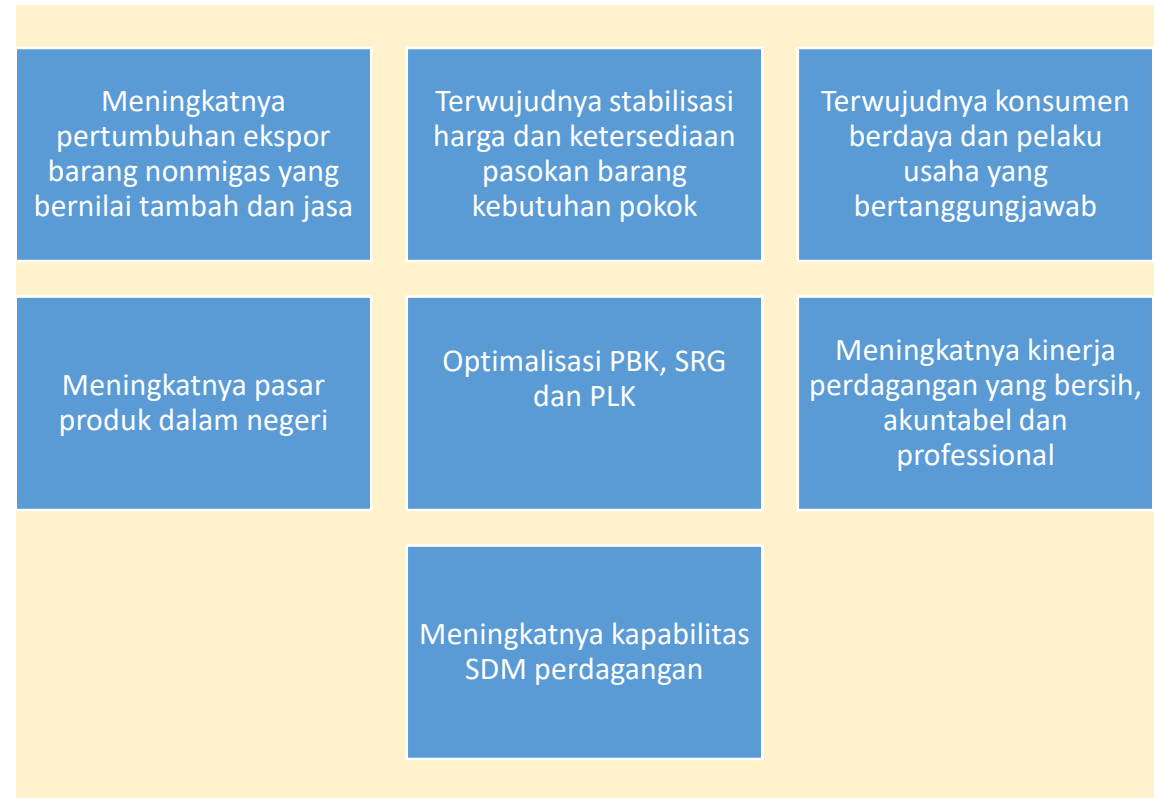 Meningkatnya
pertumbuhan ekspor
barang nonmigas yang
bernilai tambah dan jasa
Terwujudnya stabilisasi
harga dan ketersediaan
pasokan barang
kebutuhan pokok
Terwujudnya konsumen
berdaya dan pelaku
usaha yang
bertanggungjawab
Meningkatnya pasar
produk dalam negeri
Optimalisasi PBK, SRG
dan PLK
Meningkatnya kinerja
perdagangan yang bersih,
akuntabel dan
professional
Meningkatnya kapabilitas
SDM perdagangan